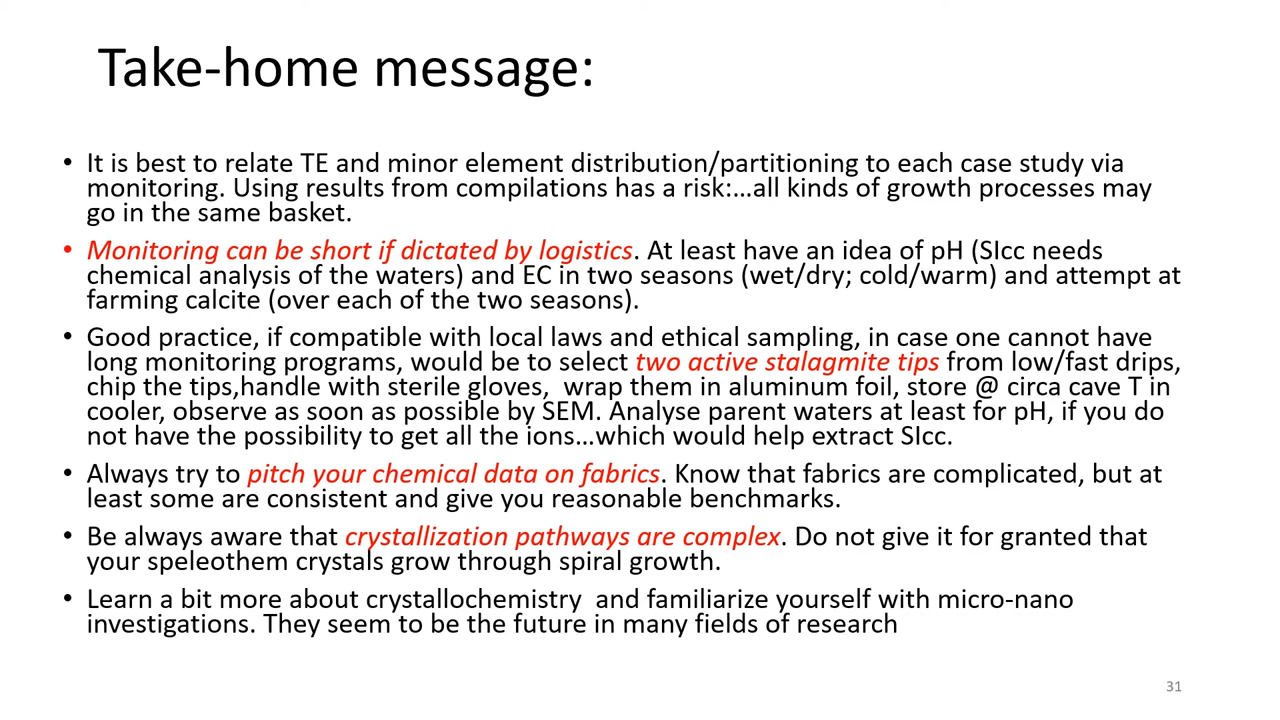 Take-home message:
• It is best to relate TE and minor element distribution/partitioning to each case study via
monitoring. Using results from compilations has a risk:…all kinds of growth processes may
go in the same basket.
• Monitoring can be short if dictated by logistics. At least have an idea of pH (SIcc needs
chemical analysis of the waters) and EC in two seasons (wet/dry; cold/warm) and attempt at
farming calcite (over each of the two seasons).
• Good practice, if compatible with local laws and ethical sampling, in case one cannot have
long monitoring programs, would be to select two active stalagmite tips from low/fast drips,
chip the tips,handle with sterile gloves,  wrap them in aluminum foil, store @ circa cave T in
cooler, observe as soon as possible by SEM. Analyse parent waters at least for pH, if you do
not have the possibility to get all the ions…which would help extract SIcc.
• Always try to pitch your chemical data on fabrics. Know that fabrics are complicated, but at
least some are consistent and give you reasonable benchmarks.
• Be always aware that crystallization pathways are complex. Do not give it for granted that
your speleothem crystals grow through spiral growth.
• Learn a bit more about crystallochemistry  and familiarize yourself with micro-nano
investigations. They seem to be the future in many fields of research
31